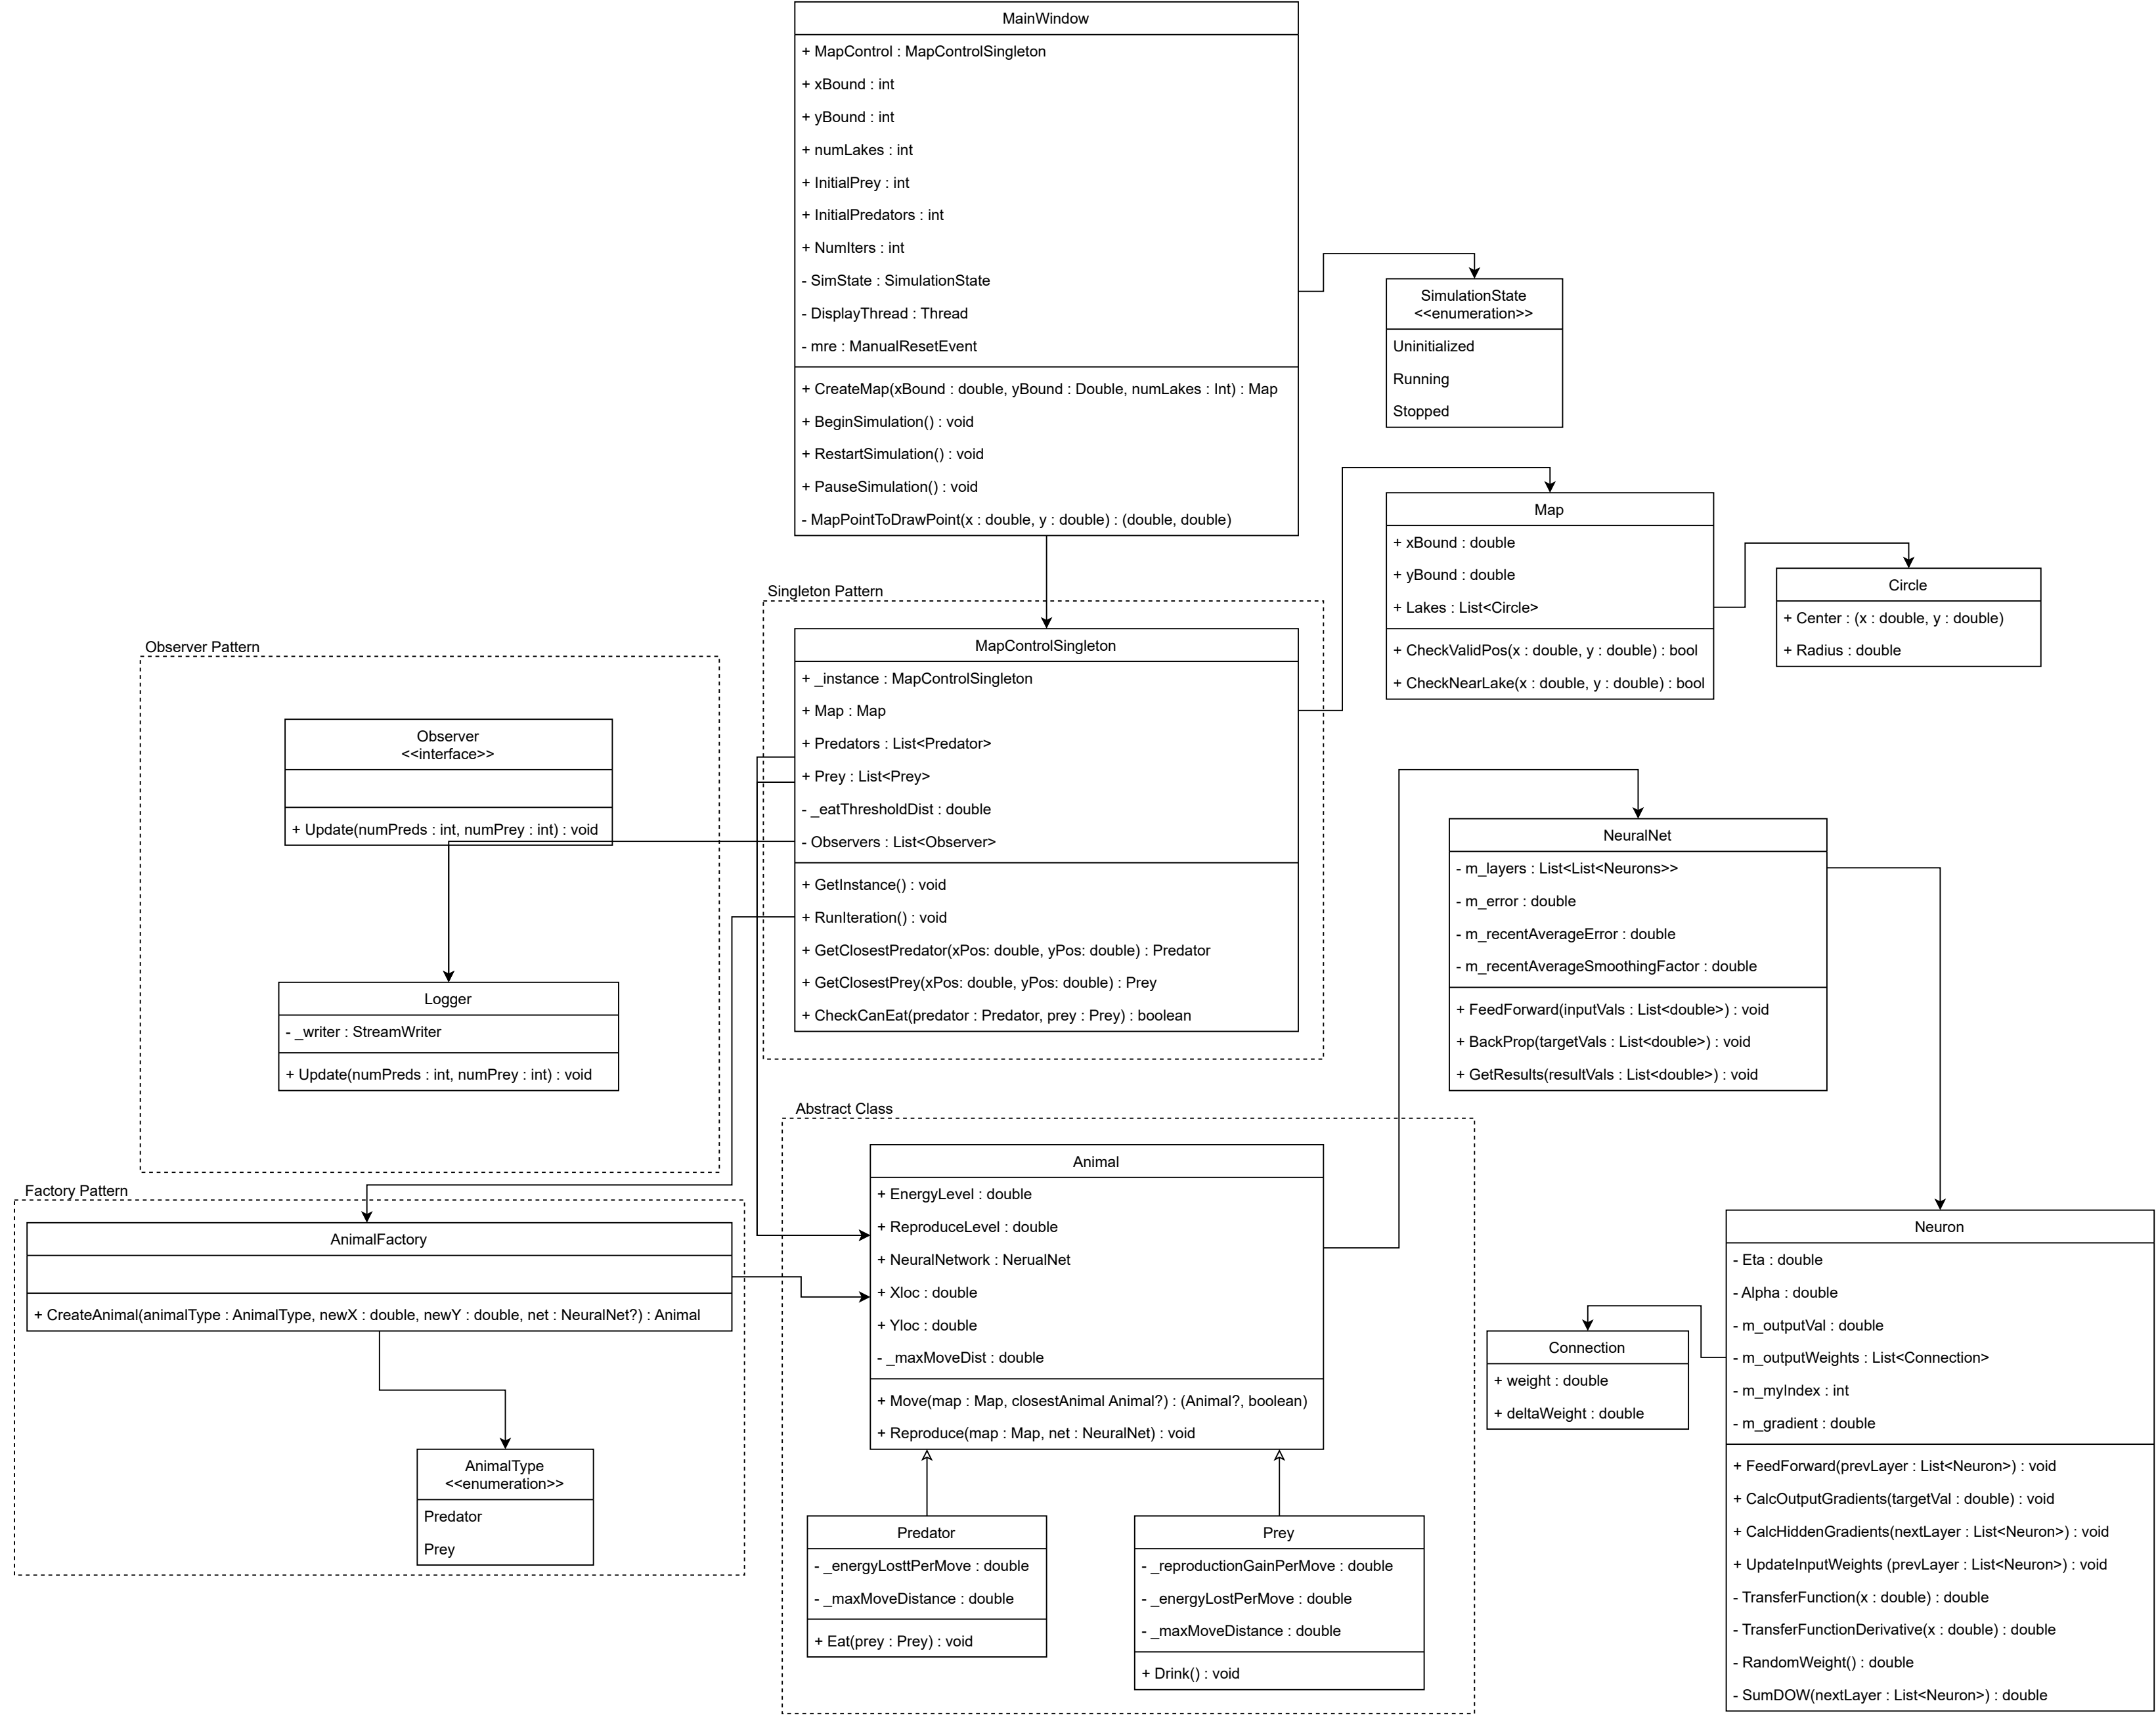 MainWindow
+ MapControl : MapControlSingleton
+ xBound : int
+ yBound : int
+ numLakes : int
+ InitialPrey : int
+ InitialPredators : int
+ NumIters : int
- SimState : SimulationState
- DisplayThread : Thread
- mre : ManualResetEvent
+ CreateMap(xBound : double, yBound : Double, numLakes : Int) : Map
+ BeginSimulation() : void
+ RestartSimulation() : void
+ PauseSimulation() : void
- MapPointToDrawPoint(x : double, y : double) : (double, double)
SimulationState
<<enumeration>>
Uninitialized
Running
Stopped
Map
+ xBound : double
+ yBound : double
+ Lakes : List<Circle>
+ CheckValidPos(x : double, y : double) : bool
+ CheckNearLake(x : double, y : double) : bool
Circle
+ Center : (x : double, y : double)
+ Radius : double
Singleton Pattern
MapControlSingleton
+ _instance : MapControlSingleton
+ Map : Map
+ Predators : List<Predator>
+ Prey : List<Prey>
- _eatThresholdDist : double
- Observers : List<Observer>
+ GetInstance() : void
+ RunIteration() : void
+ GetClosestPredator(xPos: double, yPos: double) : Predator
+ GetClosestPrey(xPos: double, yPos: double) : Prey
+ CheckCanEat(predator : Predator, prey : Prey) : boolean
Observer Pattern
Observer
<<interface>>
+ Update(numPreds : int, numPrey : int) : void
Logger
- _writer : StreamWriter
+ Update(numPreds : int, numPrey : int) : void
NeuralNet
- m_layers : List<List<Neurons>>
- m_error : double
- m_recentAverageError : double
- m_recentAverageSmoothingFactor : double
+ FeedForward(inputVals : List<double>) : void
+ BackProp(targetVals : List<double>) : void
+ GetResults(resultVals : List<double>) : void
Factory Pattern
AnimalFactory
+ CreateAnimal(animalType : AnimalType, newX : double, newY : double, net : NeuralNet?) : Animal
AnimalType
<<enumeration>>
Predator
Prey
Abstract Class
Animal
+ EnergyLevel : double
+ ReproduceLevel : double
+ NeuralNetwork : NerualNet
+ Xloc : double
+ Yloc : double
- _maxMoveDist : double
+ Move(map : Map, closestAnimal Animal?) : (Animal?, boolean)
+ Reproduce(map : Map, net : NeuralNet) : void
Predator
- _energyLosttPerMove : double
- _maxMoveDistance : double
+ Eat(prey : Prey) : void
Prey
- _reproductionGainPerMove : double
- _energyLostPerMove : double
- _maxMoveDistance : double
+ Drink() : void
Connection
+ weight : double
+ deltaWeight : double
Neuron
- Eta : double
- Alpha : double
- m_outputVal : double
- m_outputWeights : List<Connection>
- m_myIndex : int
- m_gradient : double
+ FeedForward(prevLayer : List<Neuron>) : void
+ CalcOutputGradients(targetVal : double) : void
+ CalcHiddenGradients(nextLayer : List<Neuron>) : void
+ UpdateInputWeights (prevLayer : List<Neuron>) : void
- TransferFunction(x : double) : double
- TransferFunctionDerivative(x : double) : double
- RandomWeight() : double
- SumDOW(nextLayer : List<Neuron>) : double